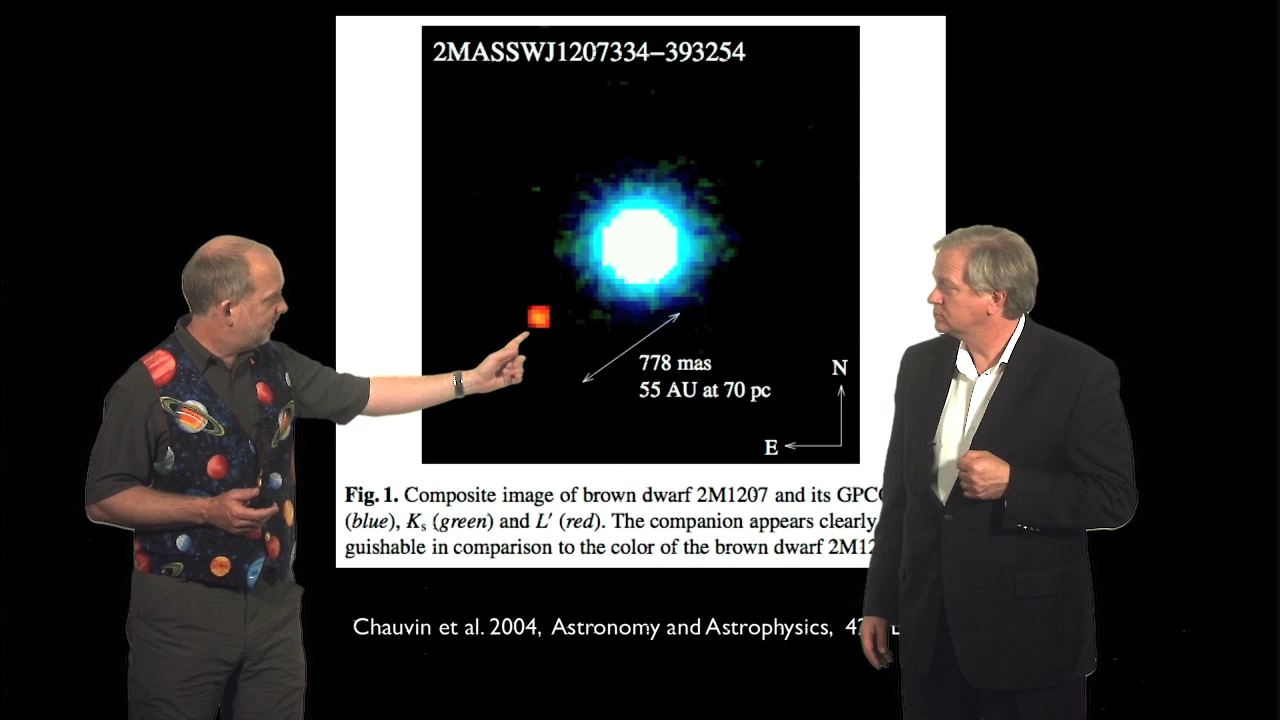 2MASSWJ1207334−393254
778 mas
55 AU at 70 pc
N
E
Fig. 1. Composite image of brown dwarf 2M1207 and its
(blue), Ks (green) and L′ (red). The companion appears clearly
guishable in comparison to the color of the brown dwarf
Chauvin et al. 2004, Astronomy and Astrophysics,